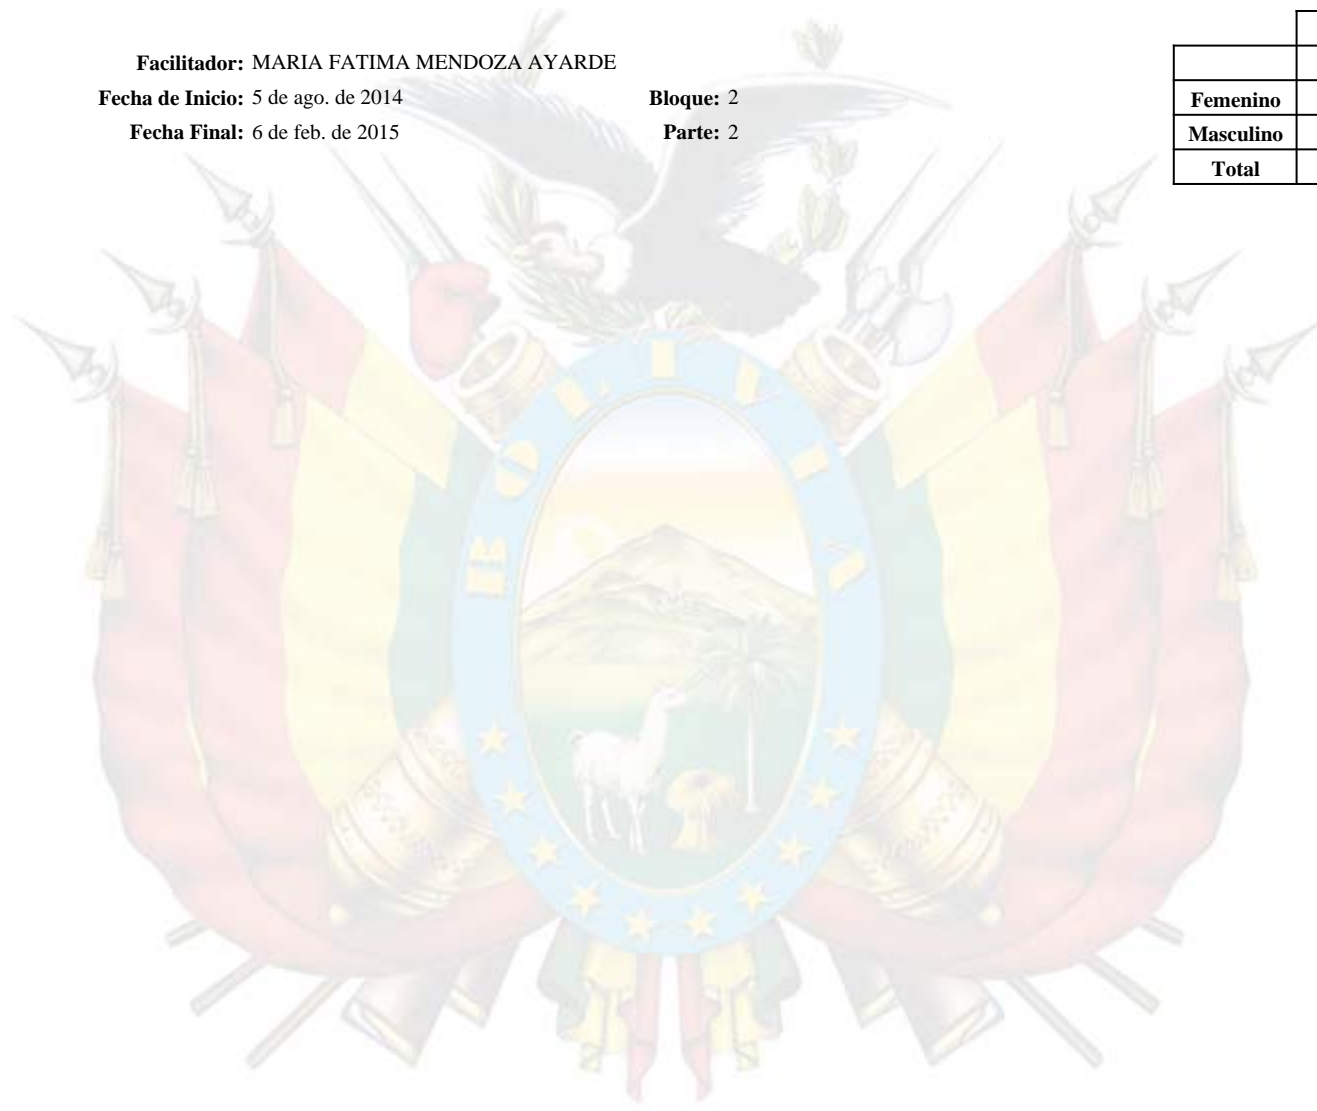 Facilitador: MARIA FATIMA MENDOZA AYARDE
Fecha de Inicio: 5 de ago. de 2014 Bloque: 2
Fecha Final: 6 de feb. de 2015 Parte: 2
Femenino
Masculino
Total
BOLIVIA